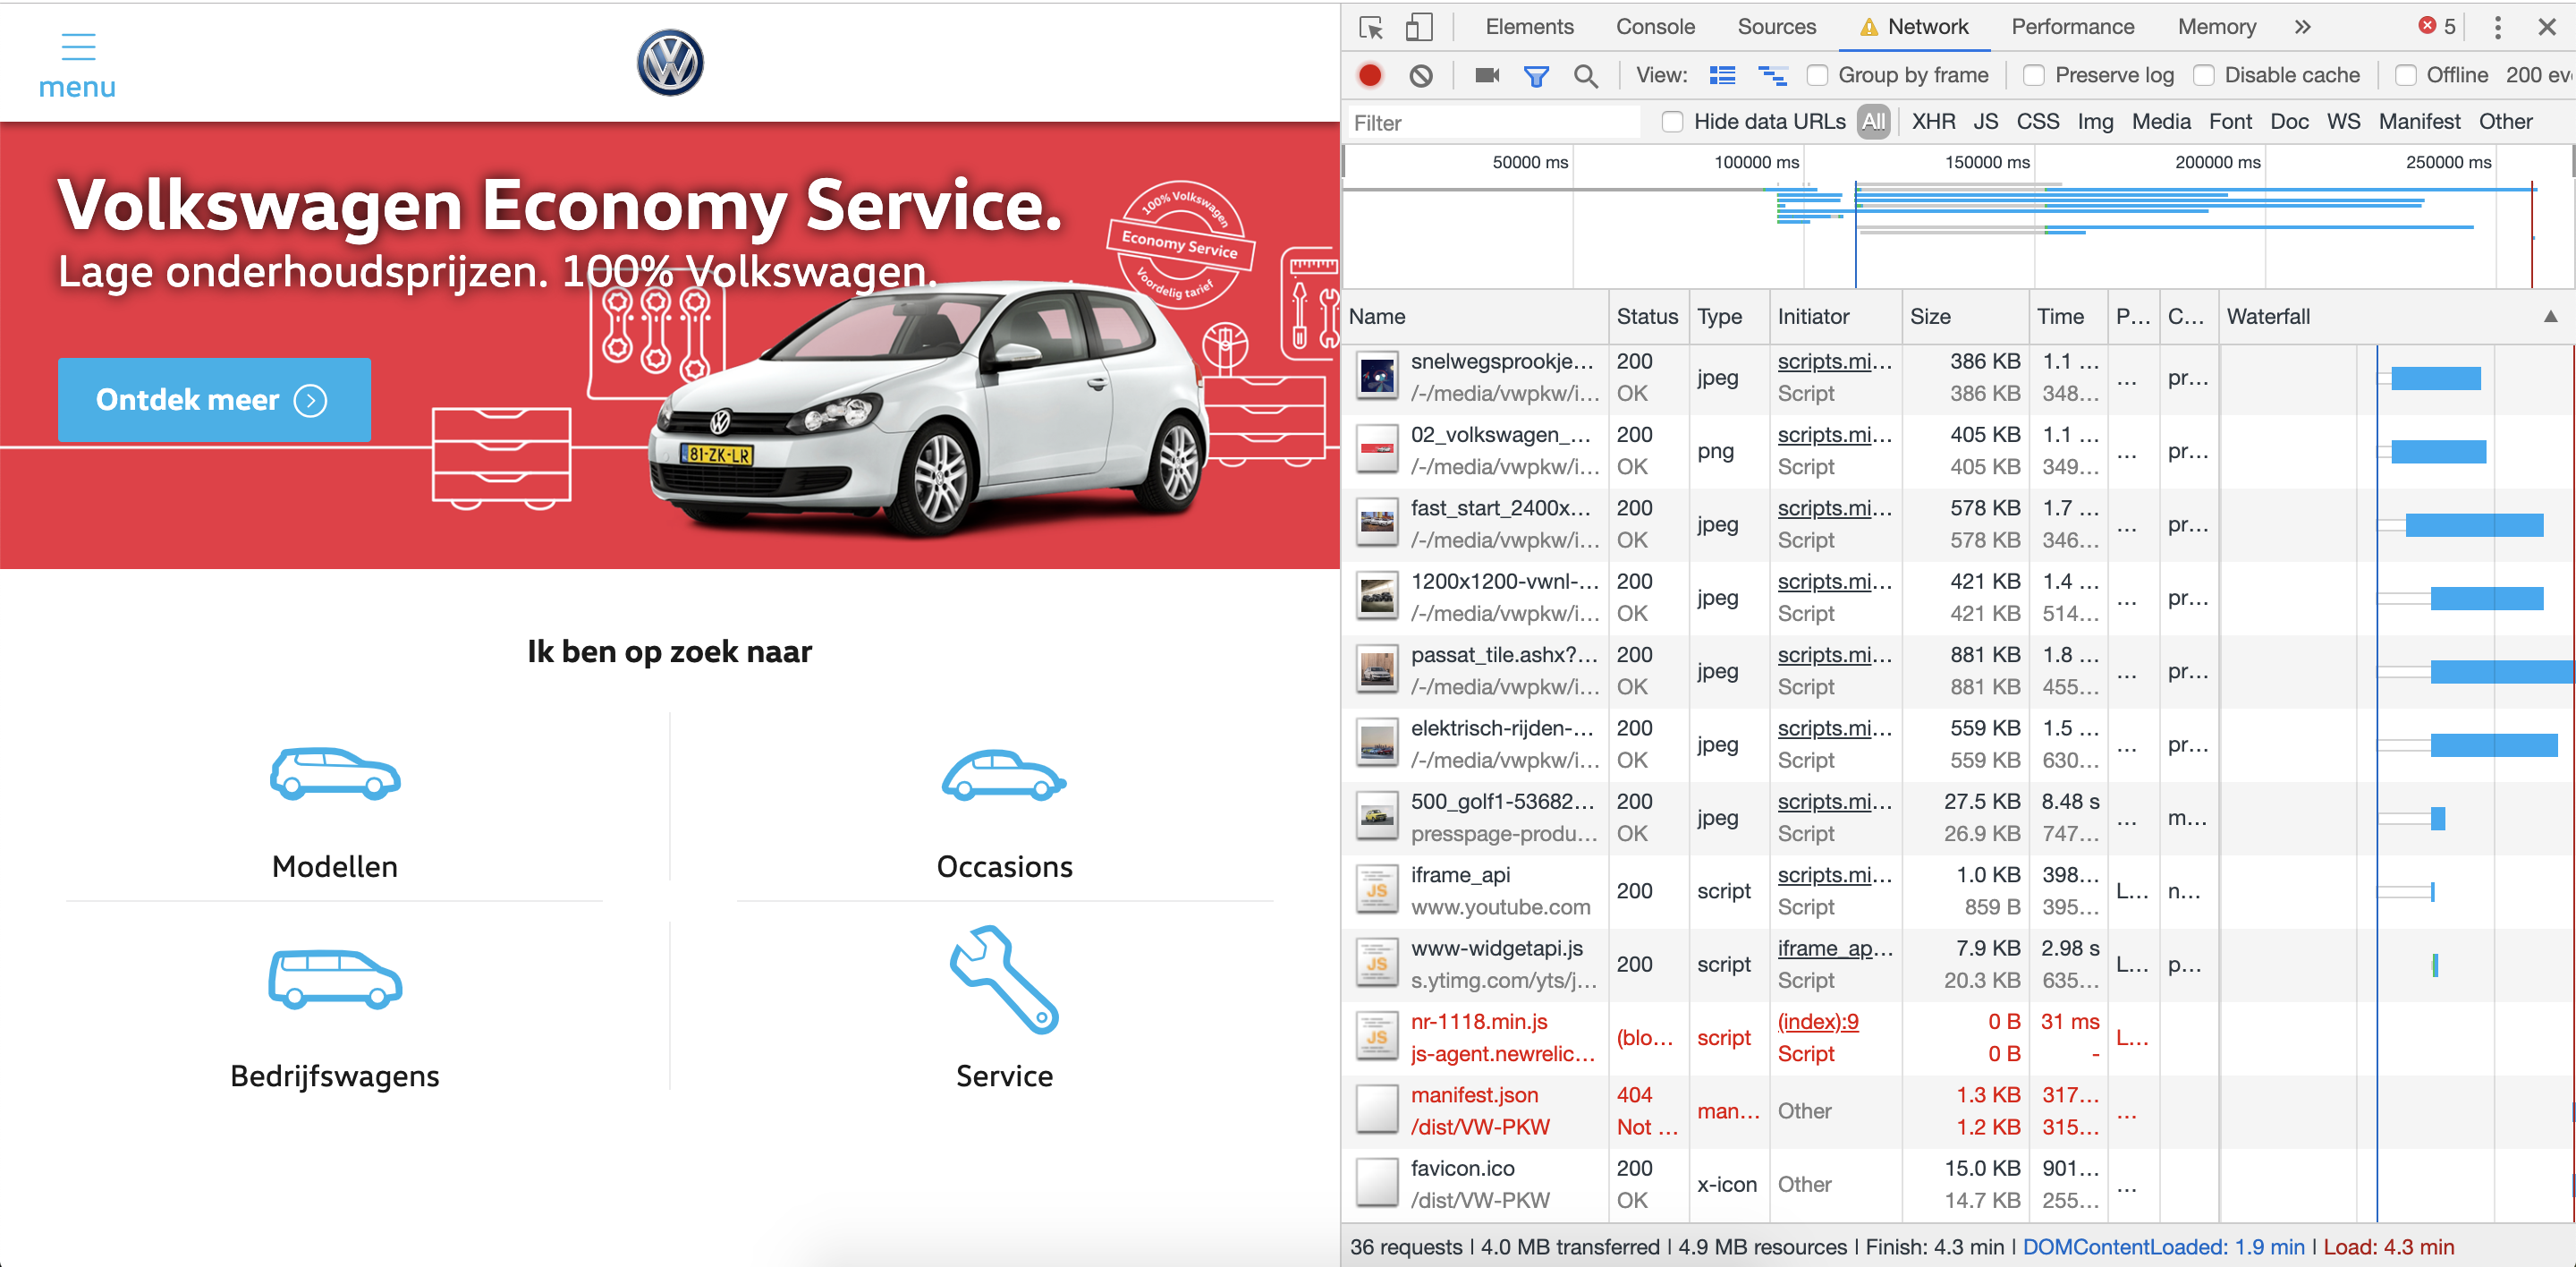 menu
Volkswagen Economy Service.
Lage onderhoudsprijzen. 100% Volkswagen.
100% Volkswagen
Economy Service
Voordelig tarief
81-ZK-LR
Ontdek meer
Ik ben op zoek naar
Modellen
Occasions
Bedrijfswagens
Service
Elements Console Sources Network Performance Memory 5
View: Group by frame Preserve log Disable cache Offline 200 ev
Filter Hide data URLs All XHR JS CSS Img Media Font Doc WS Manifest Other
50000 ms 100000 ms 150000 ms 200000 ms 250000 ms
Name Status Type Initiator Size Time P... C... Waterfall
snelwegsprookje... 200 jpeg scripts.mi... 386 KB 1.1 ... ... pr...
/-/media/vwpkw/i... OK Script 386 KB 348...
02_volkswagen_... 200 png scripts.mi... 405 KB 1.1 ... ... pr...
/-/media/vwpkw/i... OK Script 405 KB 349...
fast_start_2400x... 200 jpeg scripts.mi... 578 KB 1.7 ... ... pr...
/-/media/vwpkw/i... OK Script 578 KB 346...
1200x1200-vwnl-... 200 jpeg scripts.mi... 421 KB 1.4 ... ... pr...
/-/media/vwpkw/i... OK Script 421 KB 514...
passat_tile.ashx?... 200 jpeg scripts.mi... 881 KB 1.8 ... ... pr...
/-/media/vwpkw/i... OK Script 881 KB 455...
elektrisch-rijden-... 200 jpeg scripts.mi... 559 KB 1.5 ... ... pr...
/-/media/vwpkw/i... OK Script 559 KB 630...
500_golf1-53682... 200 jpeg scripts.mi... 27.5 KB 8.48 s ... m...
presspage-produ... OK Script 26.9 KB 747...
iframe_api 200 script scripts.mi... 1.0 KB 398... L... n...
www.youtube.com Script 859 B 395...
www-widgetapi.js 200 script iframe_ap... 7.9 KB 2.98 s L... p...
s.ytimg.com/yts/j... Script 20.3 KB 635...
nr-1118.min.js (blo... script (index):9 0 B 31 ms L...
js-agent.newrelic... Script 0 B -
manifest.json 404 man... Other 1.3 KB 317... ...
/dist/VW-PKW Not ... 1.2 KB 315...
favicon.ico 200 x-icon Other 15.0 KB 901... ...
/dist/VW-PKW OK 14.7 KB 255...
36 requests | 4.0 MB transferred | 4.9 MB resources | Finish: 4.3 min | DOMContentLoaded: 1.9 min | Load: 4.3 min